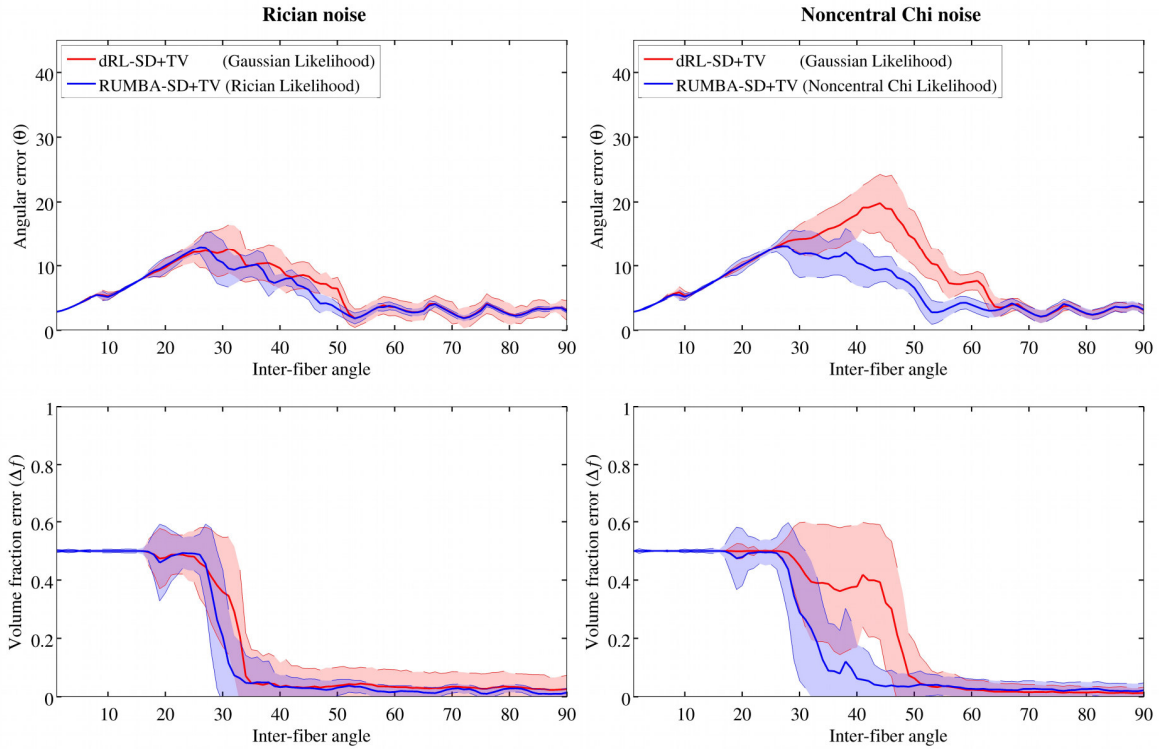 Rician noise
dRL-SD+TV (Gaussian Likelihood)
RUMBA-SD+TV (Rician Likelihood)
Angular error (θ)
40
30
20
10
0
10 20 30 40 50 60 70 80 90
Inter-fiber angle
Noncentral Chi noise
dRL-SD+TV (Gaussian Likelihood)
RUMBA-SD+TV (Noncentral Chi Likelihood)
Angular error (θ)
40
30
20
10
0
10 20 30 40 50 60 70 80 90
Inter-fiber angle
Volume fraction error (Δf)
1
0.8
0.6
0.4
0.2
0
10 20 30 40 50 60 70 80 90
Inter-fiber angle
Volume fraction error (Δf)
1
0.8
0.6
0.4
0.2
0
10 20 30 40 50 60 70 80 90
Inter-fiber angle